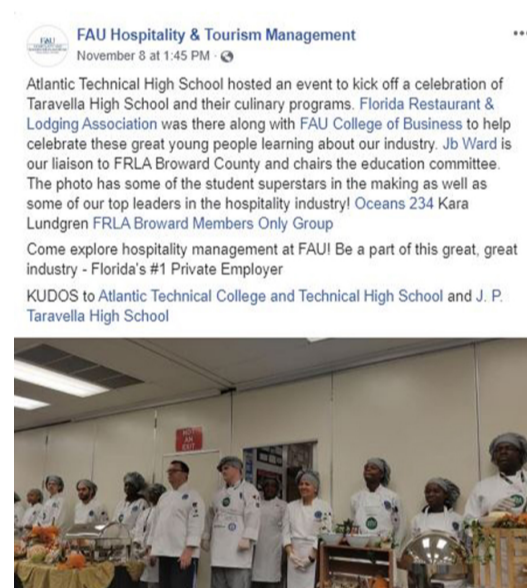 FAU Hospitality & Tourism Management
November 8 at 1:45 PM ·
FAU
Atlantic Technical High School hosted an event to kick off a celebration of
Taravella High School and their culinary programs. Florida Restaurant &
Lodging Association was there along with FAU College of Business to help
celebrate these great young people learning about our industry. Jb Ward is
our liaison to FRLA Broward County and chairs the education committee.
The photo has some of the student superstars in the making as well as
some of our top leaders in the hospitality industry! Oceans 234 Kara
Lundgren FRLA Broward Members Only Group
Come explore hospitality management at FAU! Be a part of this great, great
industry - Florida's #1 Private Employer
KUDOS to Atlantic Technical College and Technical High School and J. P.
Taravella High School
NOT
AN
EXIT